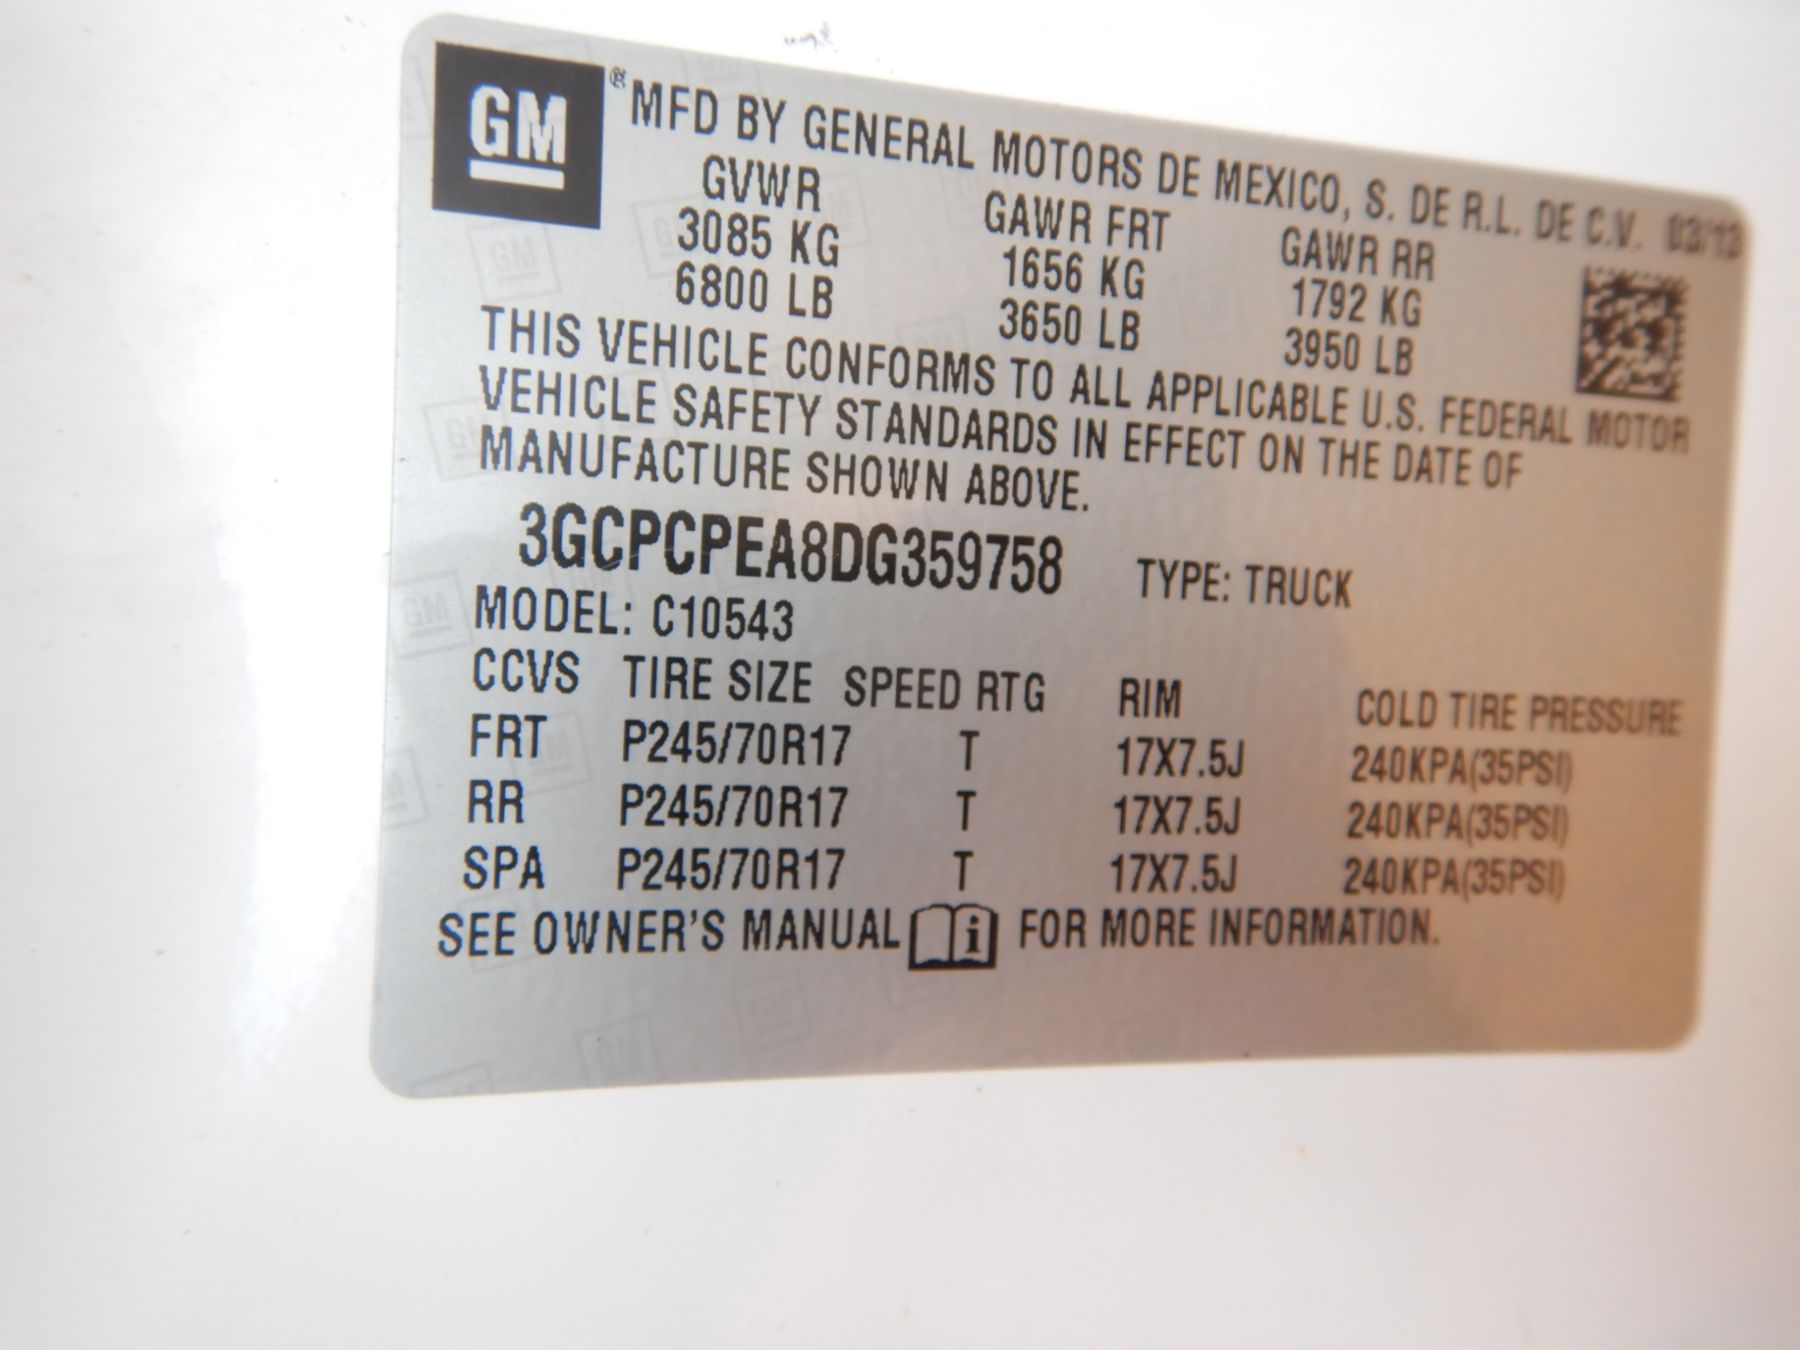 GM ® MFD BY GENERAL MOTORS DE MEXICO, S. DE R.L. DE C.V. 03/13
GVWR GAWR FRT GAWR RR
3085 KG 1656 KG 1792 KG
6800 LB 3650 LB 3950 LB
THIS VEHICLE CONFORMS TO ALL APPLICABLE U.S. FEDERAL MOTOR
VEHICLE SAFETY STANDARDS IN EFFECT ON THE DATE OF
MANUFACTURE SHOWN ABOVE.
3GCPCPEA8DG359758 TYPE: TRUCK
MODEL: C10543
CCVS TIRE SIZE SPEED RTG RIM COLD TIRE PRESSURE
FRT P245/70R17 T 17X7.5J 240KPA(35PSI)
RR P245/70R17 T 17X7.5J 240KPA(35PSI)
SPA P245/70R17 T 17X7.5J 240KPA(35PSI)
SEE OWNER'S MANUAL i FOR MORE INFORMATION.